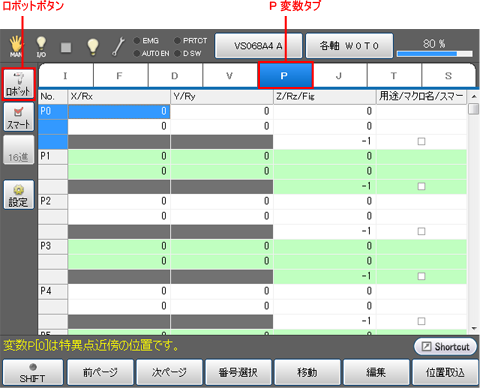 ロボットボタン P 変数タブ
MAN I/O EMG PRTCT AUTO EN DSW VS068A4 A 各軸 W0T0 80 %
I F D V P J T S
No. X/Rx Y/Ry Z/Rz/Fig 用途/マクロ名/スマー
ロボット
スマート
16進
設定
P0 0 0 0
0 0 0
-1
P1 0 0 0
0 0 0
-1
P2 0 0 0
0 0 0
-1
P3 0 0 0
0 0 0
-1
P4 0 0 0
0 0 0
-1
変数P[0]は特異点近傍の位置です。 Shortcut
SHIFT 前ページ 次ページ 番号選択 移動 編集 位置取込